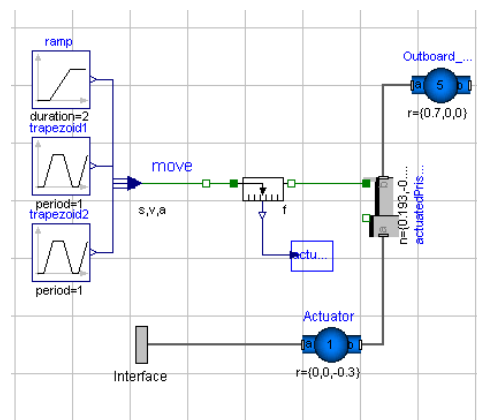 ramp
duration=2
trapezoid1
period=1
trapezoid2
period=1
move
s,v,a
f
actu...
Outboard_...
a 5 b
r={0.7,0,0}
b
n={0.193,-0....
actuatedPris...
a
Interface
Actuator
a 1 b
r={0,0,-0.3}